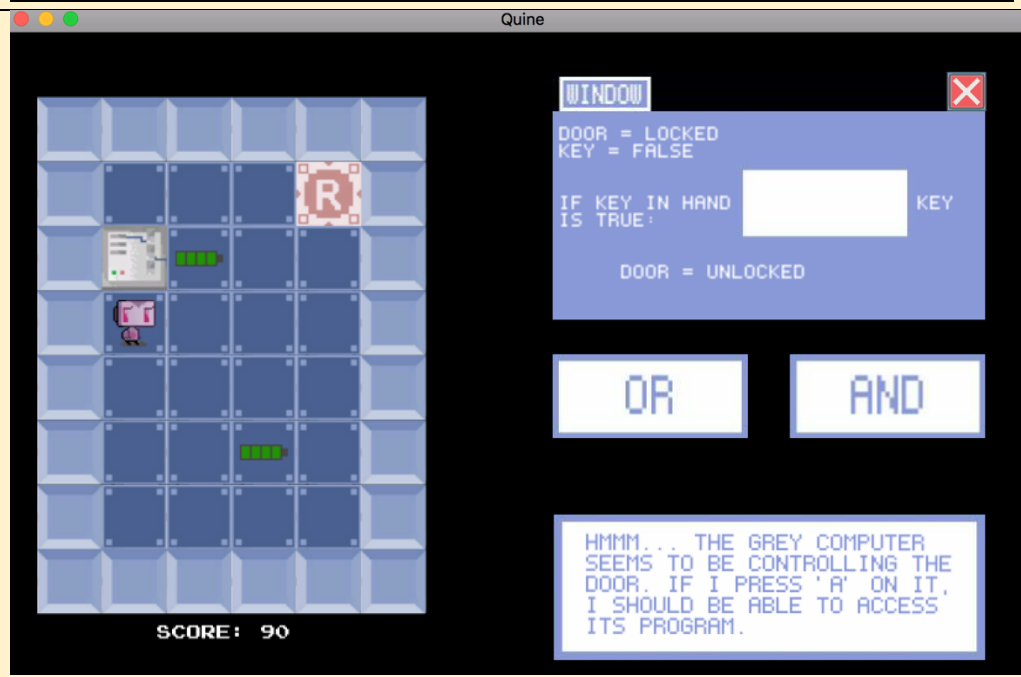 Quine
WINDOW
DOOR = LOCKED
KEY = FALSE
IF KEY IN HAND KEY
IS TRUE:
DOOR = UNLOCKED
R
OR
AND
HMMM... THE GREY COMPUTER
SEEMS TO BE CONTROLLING THE
DOOR. IF I PRESS 'A' ON IT,
I SHOULD BE ABLE TO ACCESS
ITS PROGRAM.
SCORE: 90